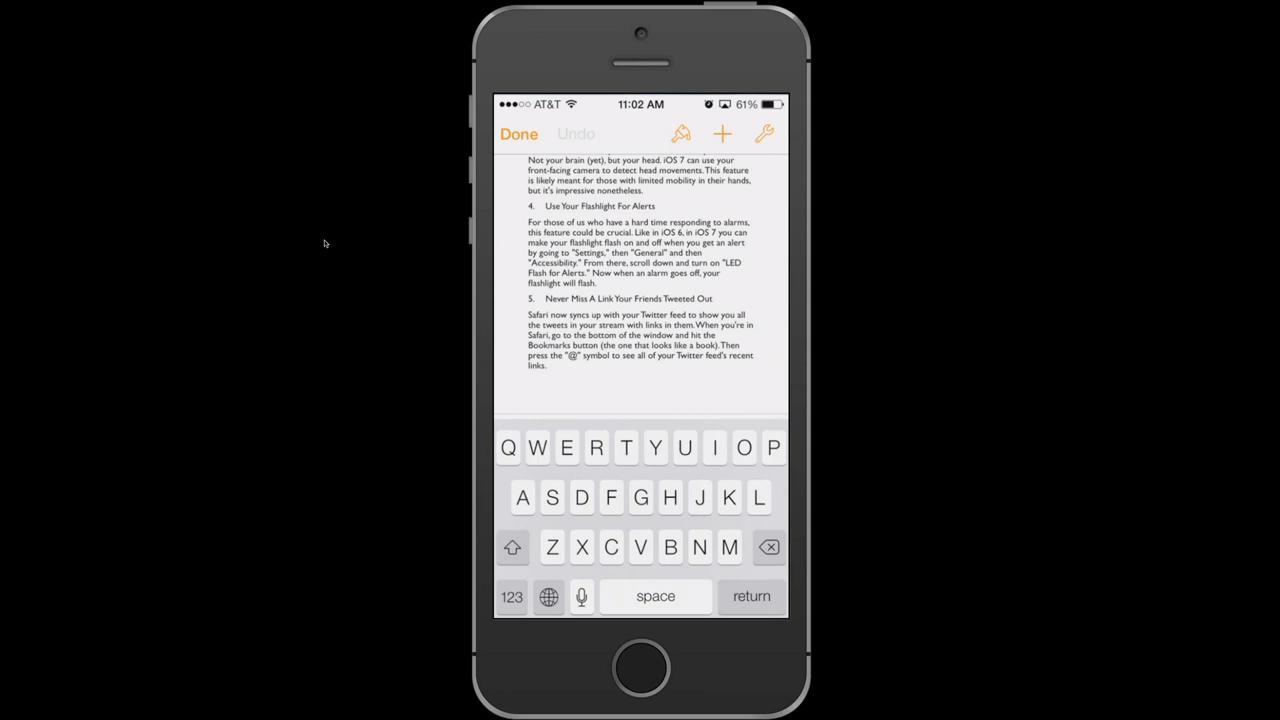 AT&T 11:02 AM 61%
Done Undo
Not your brain (yet), but your head. iOS 7 can use your
front-facing camera to detect head movements. This feature
is likely meant for those with limited mobility in their hands,
but it's impressive nonetheless.
4. Use Your Flashlight For Alerts
For those of us who have a hard time responding to alarms,
this feature could be crucial. Like in iOS 6, in iOS 7 you can
make your flashlight flash on and off when you get an alert
by going to "Settings," then "General" and then
"Accessibility." From there, scroll down and turn on "LED
Flash for Alerts." Now when an alarm goes off, your
flashlight will flash.
5. Never Miss A Link Your Friends Tweeted Out
Safari now syncs up with your Twitter feed to show you all
the tweets in your stream with links in them. When you're in
Safari, go to the bottom of the window and hit the
Bookmarks button (the one that looks like a book). Then
press the "@" symbol to see all of your Twitter feed's recent
links.
Q W E R T Y U I O P
A S D F G H J K L
Z X C V B N M
123 space return